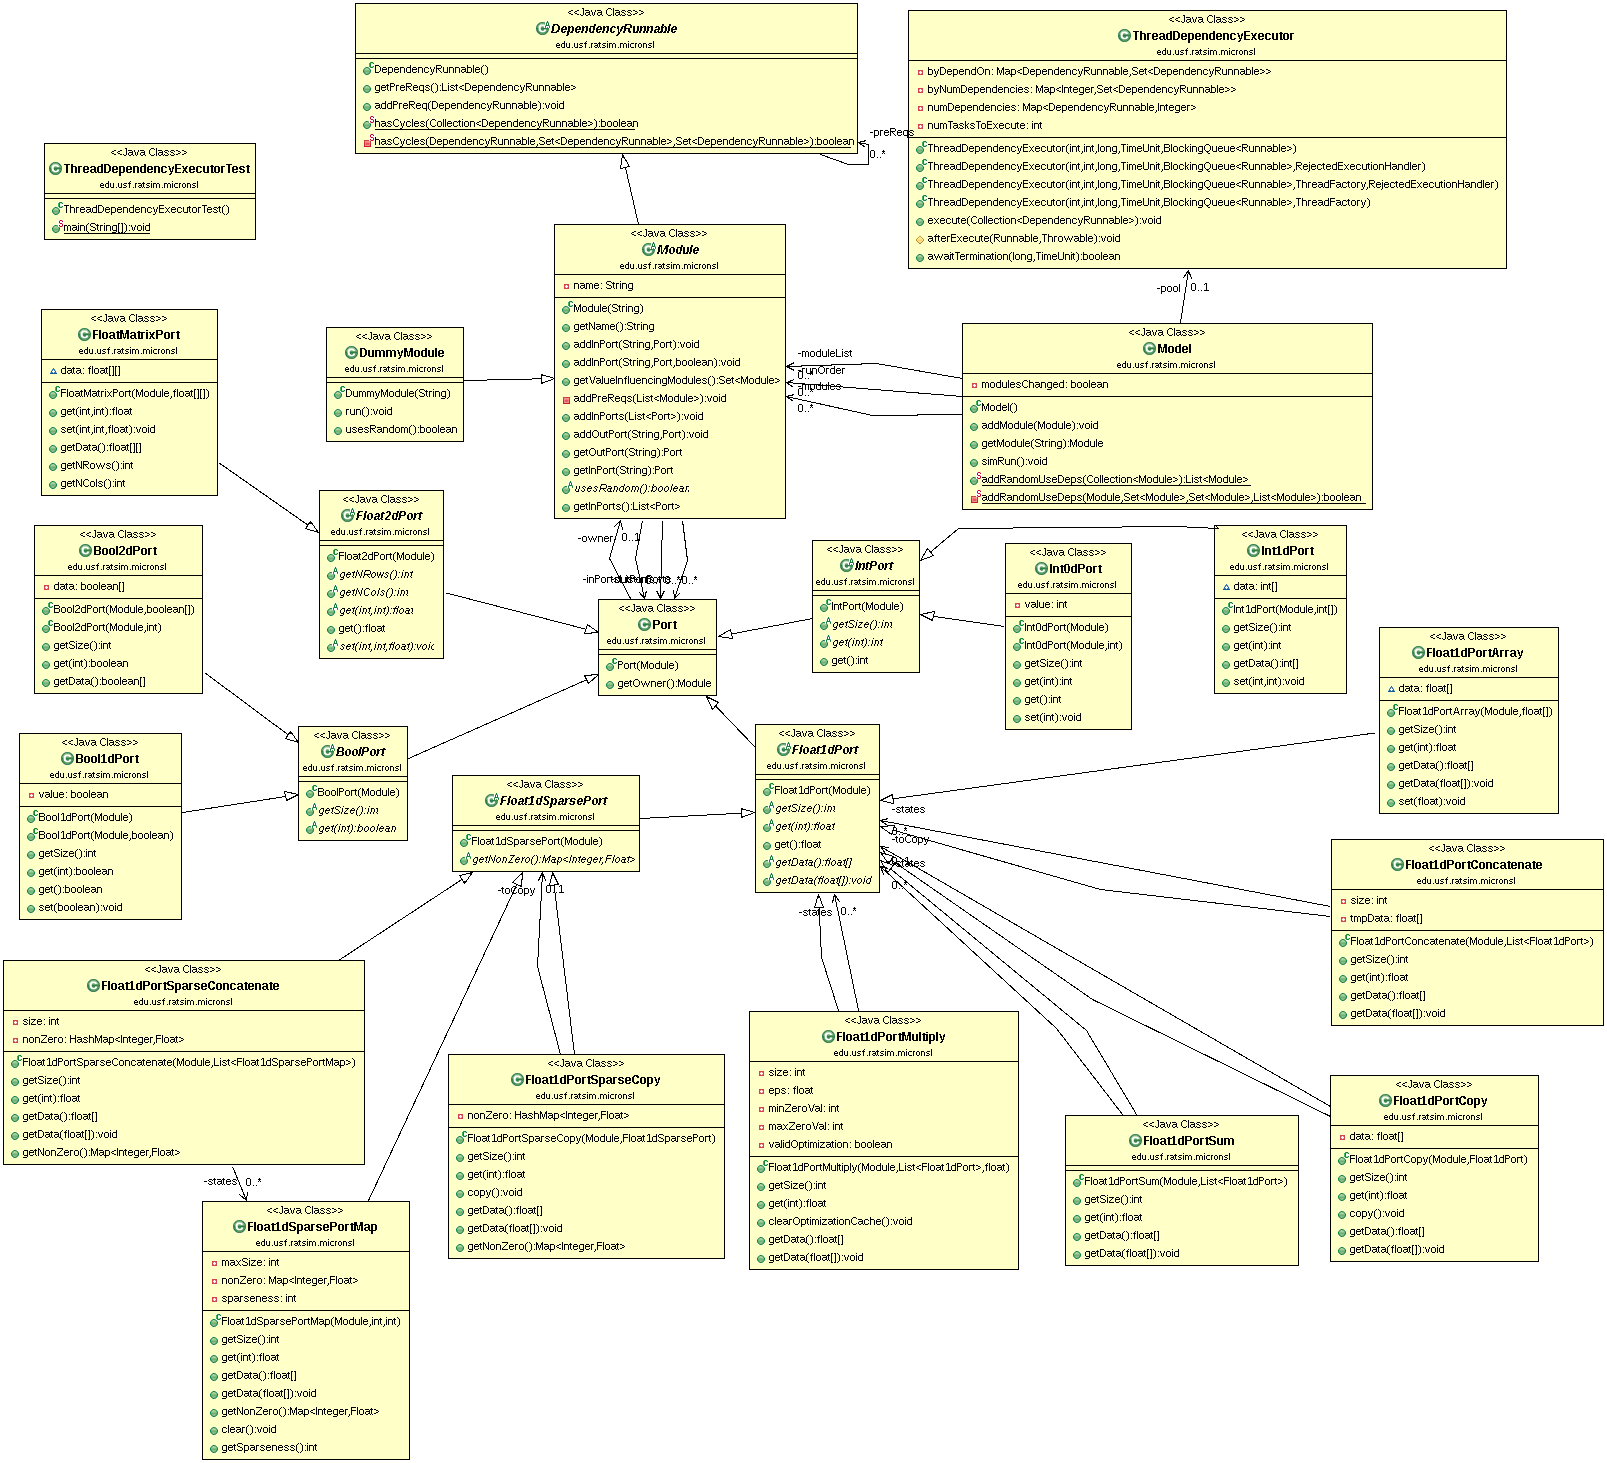 <<Java Class>>
DependencyRunnable
edu.usf.ratsim.micronsl
DependencyRunnable()
getPreReqs():List<DependencyRunnable>
addPreReq(DependencyRunnable):void
hasCycles(Collection<DependencyRunnable>):boolean
hasCycles(DependencyRunnable,Set<DependencyRunnable>,Set<DependencyRunnable>):boolean
-preReqs
0..*
<<Java Class>>
ThreadDependencyExecutor
edu.usf.ratsim.micronsl
byDependOn: Map<DependencyRunnable,Set<DependencyRunnable>>
byNumDependencies: Map<Integer,Set<DependencyRunnable>>
numDependencies: Map<DependencyRunnable,Integer>
numTasksToExecute: int
ThreadDependencyExecutor(int,int,long,TimeUnit,BlockingQueue<Runnable>)
ThreadDependencyExecutor(int,int,long,TimeUnit,BlockingQueue<Runnable>,RejectedExecutionHandler)
ThreadDependencyExecutor(int,int,long,TimeUnit,BlockingQueue<Runnable>,ThreadFactory,RejectedExecutionHandler)
ThreadDependencyExecutor(int,int,long,TimeUnit,BlockingQueue<Runnable>,ThreadFactory)
execute(Collection<DependencyRunnable>):void
afterExecute(Runnable,Throwable):void
awaitTermination(long,TimeUnit):boolean
<<Java Class>>
ThreadDependencyExecutorTest
edu.usf.ratsim.micronsl
ThreadDependencyExecutorTest()
main(String[]):void
<<Java Class>>
Module
edu.usf.ratsim.micronsl
name: String
Module(String)
getName():String
addInPort(String,Port):void
addInPort(String,Port,boolean):void
getValueInfluencingModules():Set<Module>
addPreReqs(List<Module>):void
addInPorts(List<Port>):void
addOutPort(String,Port):void
getOutPort(String):Port
getInPort(String):Port
usesRandom():boolean
getInPorts():List<Port>
-pool 0..1
<<Java Class>>
Model
edu.usf.ratsim.micronsl
modulesChanged: boolean
Model()
addModule(Module):void
getModule(String):Module
simRun():void
addRandomUseDeps(Collection<Module>):List<Module>
addRandomUseDeps(Module,Set<Module>,Set<Module>,List<Module>):boolean
-moduleList
-runOrder
-modules
0..*
<<Java Class>>
FloatMatrixPort
edu.usf.ratsim.micronsl
data: float[][]
FloatMatrixPort(Module,float[][])
get(int,int):float
set(int,int,float):void
getData():float[][]
getNRows():int
getNCols():int
<<Java Class>>
DummyModule
edu.usf.ratsim.micronsl
DummyModule(String)
run():void
usesRandom():boolean
<<Java Class>>
Float2dPort
edu.usf.ratsim.micronsl
Float2dPort(Module)
getNRows():int
getNCols():int
get(int,int):float
get():float
set(int,int,float):void
-owner 0..1
<<Java Class>>
Port
edu.usf.ratsim.micronsl
Port(Module)
getOwner():Module
<<Java Class>>
IntPort
edu.usf.ratsim.micronsl
IntPort(Module)
getSize():int
get(int):int
get():int
<<Java Class>>
Int0dPort
edu.usf.ratsim.micronsl
value: int
Int0dPort(Module)
Int0dPort(Module,int)
getSize():int
get(int):int
get():int
set(int):void
<<Java Class>>
Int1dPort
edu.usf.ratsim.micronsl
data: int[]
Int1dPort(Module,int[])
getSize():int
get(int):int
getData():int[]
set(int,int):void
<<Java Class>>
Bool2dPort
edu.usf.ratsim.micronsl
data: boolean[]
Bool2dPort(Module,boolean[])
Bool2dPort(Module,int)
getSize():int
get(int):boolean
getData():boolean[]
<<Java Class>>
Float1dPortArray
edu.usf.ratsim.micronsl
data: float[]
Float1dPortArray(Module,float[])
getSize():int
get(int):float
getData():float[]
getData(float[]):void
set(float):void
<<Java Class>>
Bool1dPort
edu.usf.ratsim.micronsl
value: boolean
Bool1dPort(Module)
Bool1dPort(Module,boolean)
getSize():int
get(int):boolean
get():boolean
set(boolean):void
<<Java Class>>
BoolPort
edu.usf.ratsim.micronsl
BoolPort(Module)
getSize():int
get(int):boolean
<<Java Class>>
Float1dSparsePort
edu.usf.ratsim.micronsl
Float1dSparsePort(Module)
getNonZero():Map<Integer,Float>
-toCopy 0..1
<<Java Class>>
Float1dPort
edu.usf.ratsim.micronsl
Float1dPort(Module)
getSize():int
get(int):float
get():float
getData():float[]
getData(float[]):void
-states
-toCopy
-states
0..*
-states 0..*
<<Java Class>>
Float1dPortConcatenate
edu.usf.ratsim.micronsl
size: int
tmpData: float[]
Float1dPortConcatenate(Module,List<Float1dPort>)
getSize():int
get(int):float
getData():float[]
getData(float[]):void
<<Java Class>>
Float1dPortSparseConcatenate
edu.usf.ratsim.micronsl
size: int
nonZero: HashMap<Integer,Float>
Float1dPortSparseConcatenate(Module,List<Float1dSparsePortMap>)
getSize():int
get(int):float
getData():float[]
getData(float[]):void
getNonZero():Map<Integer,Float>
-states 0..*
<<Java Class>>
Float1dPortSparseCopy
edu.usf.ratsim.micronsl
nonZero: HashMap<Integer,Float>
Float1dPortSparseCopy(Module,Float1dSparsePort)
getSize():int
get(int):float
copy():void
getData():float[]
getData(float[]):void
getNonZero():Map<Integer,Float>
<<Java Class>>
Float1dPortMultiply
edu.usf.ratsim.micronsl
size: int
eps: float
minZeroVal: int
maxZeroVal: int
validOptimization: boolean
Float1dPortMultiply(Module,List<Float1dPort>,float)
getSize():int
get(int):float
clearOptimizationCache():void
getData():float[]
getData(float[]):void
<<Java Class>>
Float1dPortSum
edu.usf.ratsim.micronsl
Float1dPortSum(Module,List<Float1dPort>)
getSize():int
get(int):float
getData():float[]
getData(float[]):void
<<Java Class>>
Float1dPortCopy
edu.usf.ratsim.micronsl
data: float[]
Float1dPortCopy(Module,Float1dPort)
getSize():int
get(int):float
copy():void
getData():float[]
getData(float[]):void
<<Java Class>>
Float1dSparsePortMap
edu.usf.ratsim.micronsl
maxSize: int
nonZero: Map<Integer,Float>
sparseness: int
Float1dSparsePortMap(Module,int,int)
getSize():int
get(int):float
getData():float[]
getData(float[]):void
getNonZero():Map<Integer,Float>
clear():void
getSparseness():int